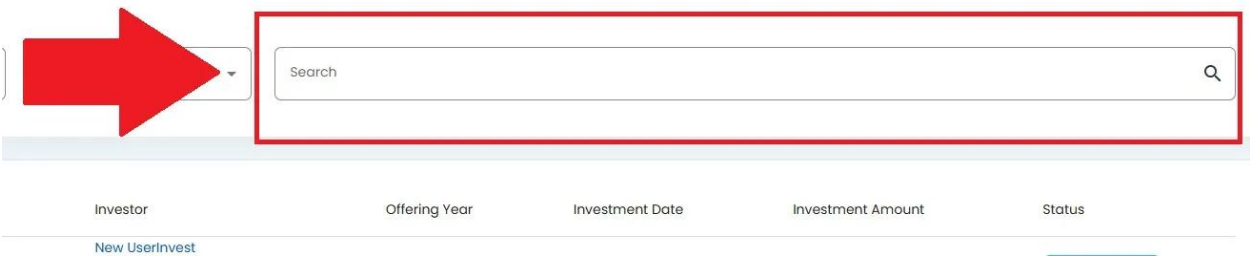 Search
Investor Offering Year Investment Date Investment Amount Status
New UserInvest